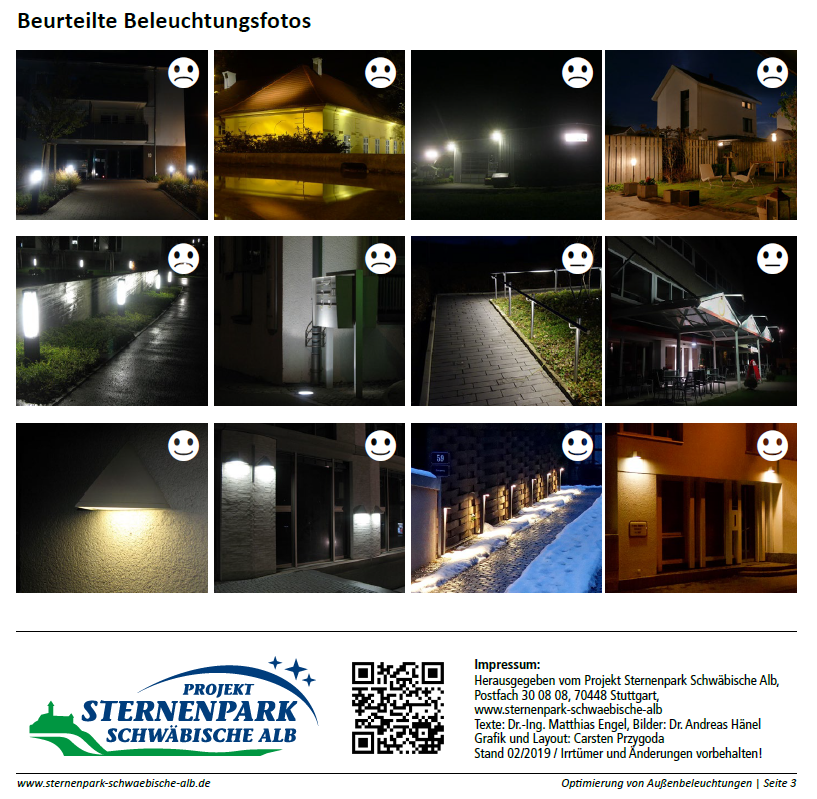 Beurteilte Beleuchtungsfotos
59
PROJEKT
STERNENPARK
SCHWÄBISCHE ALB
Impressum:
Herausgegeben vom Projekt Sternenpark Schwäbische Alb,
Postfach 30 08 08, 70448 Stuttgart,
www.sternenpark-schwaebische-alb
Texte: Dr.-Ing. Matthias Engel, Bilder: Dr. Andreas Hänel
Grafik und Layout: Carsten Przygoda
Stand 02/2019 / Irrtümer und Änderungen vorbehalten!
www.sternenpark-schwaebische-alb.de
Optimierung von Außenbeleuchtungen | Seite 3